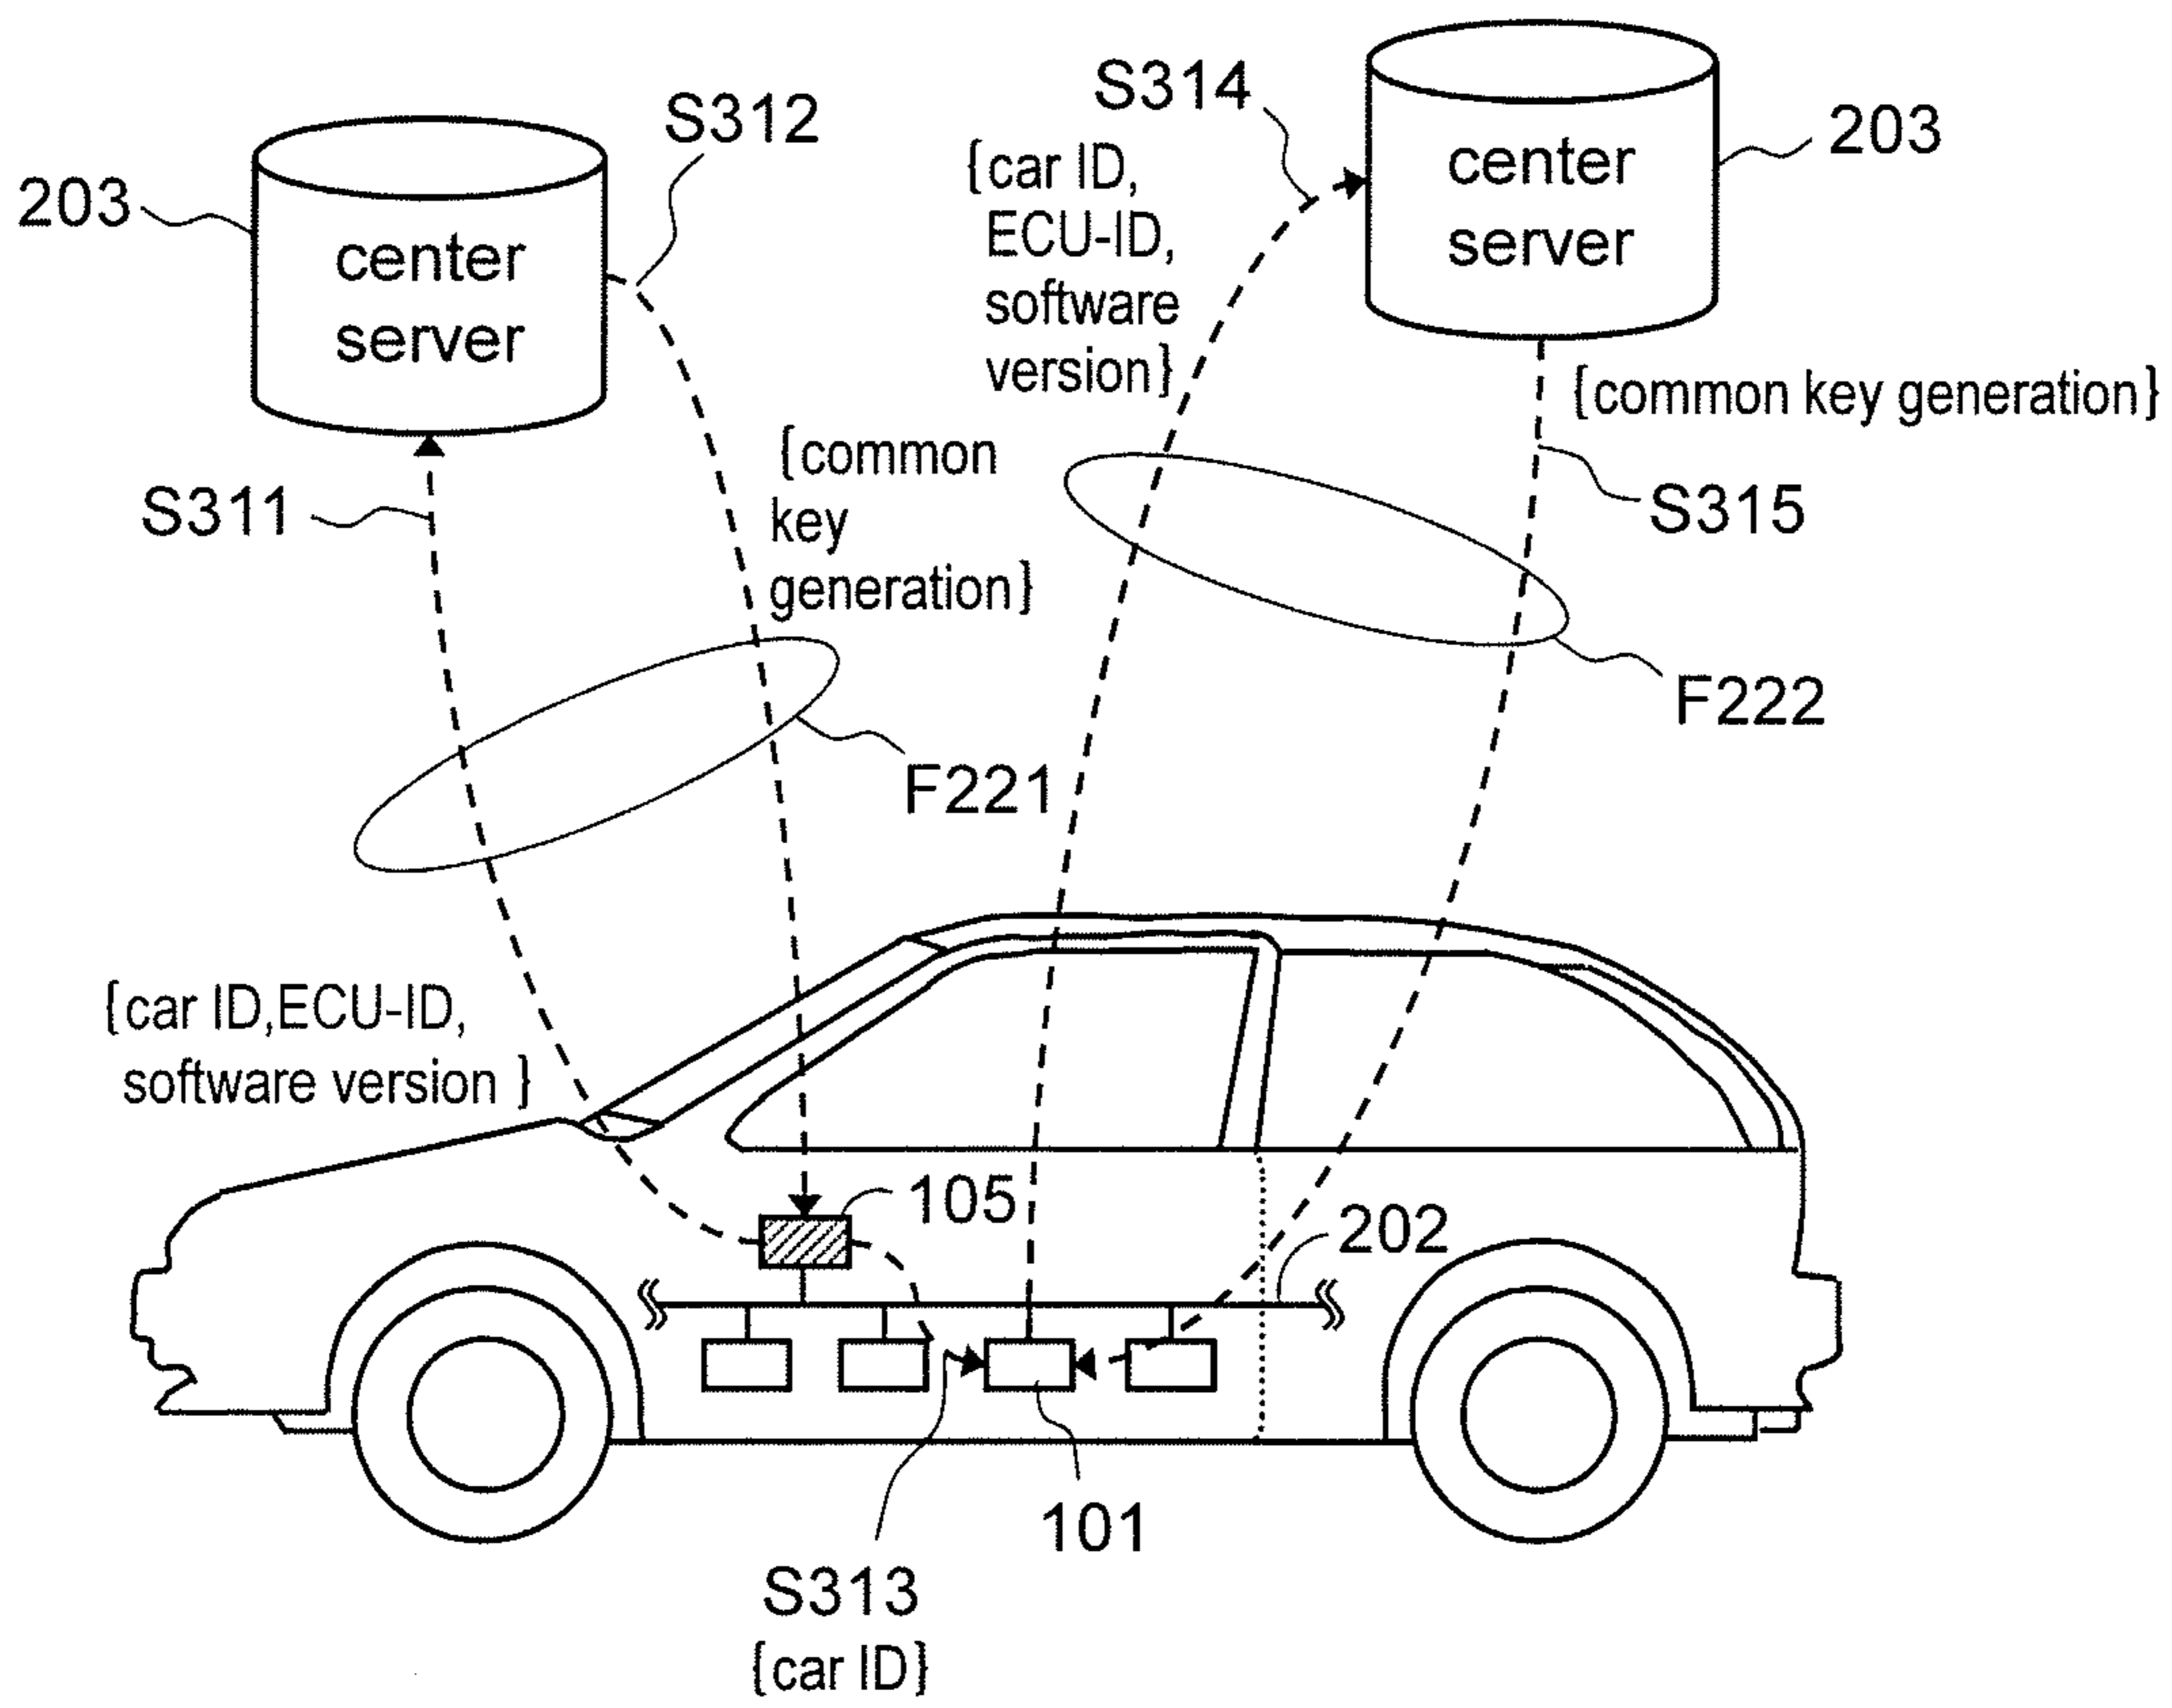 S312
203
center
server
S314
{car ID,
ECU-ID,
software
version}
center
server
203
{common key generation}
S315
S311
{common
key
generation}
F221
F222
{car ID,ECU-ID,
software version }
105
202
101
S313
{car ID}